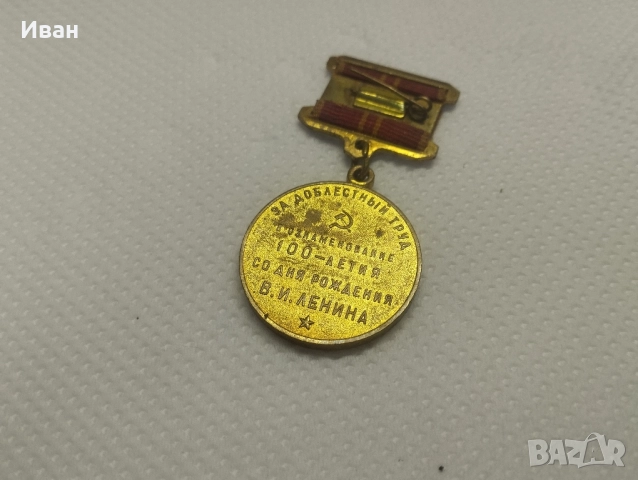 Иван
ЗА ДОБЛЕСТНЫЙ ТРУД
В ОЗНАМЕНОВАНИЕ
100-ЛЕТИЯ
СО ДНЯ РОЖДЕНИЯ
В.И.ЛЕНИНА
BAZAR